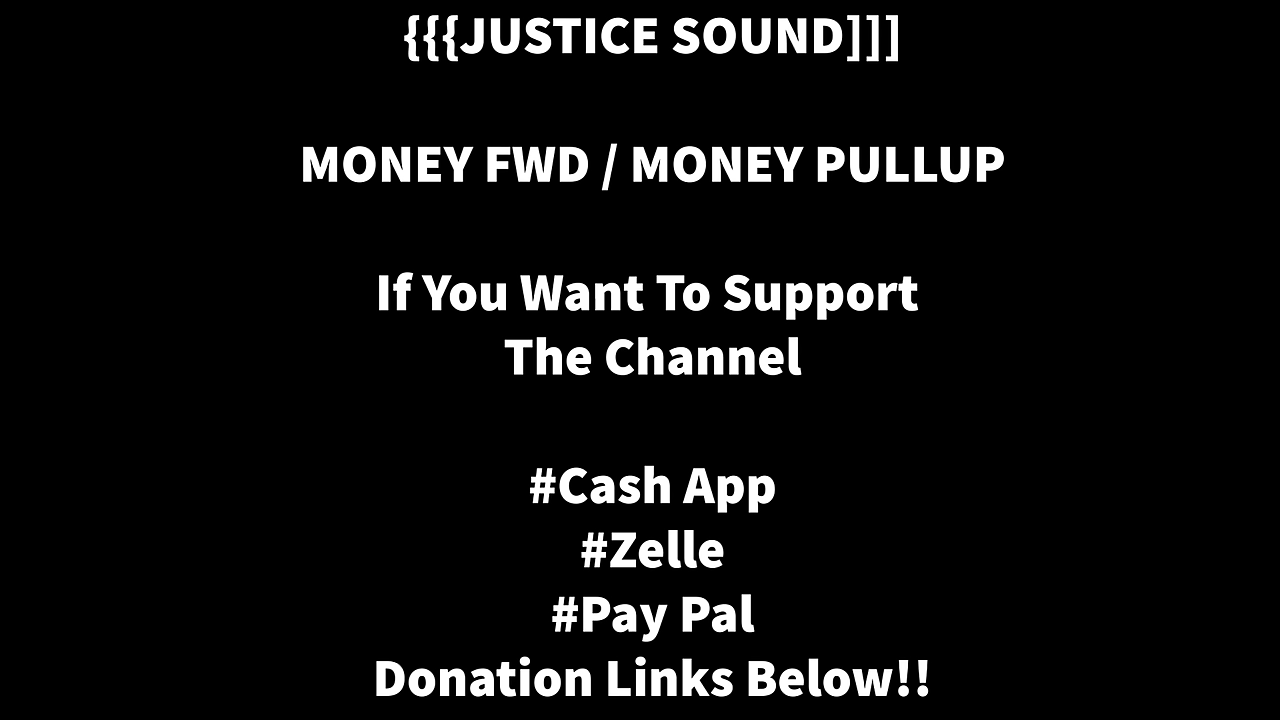 {{{JUSTICE SOUND]]]
MONEY FWD / MONEY PULLUP
If You Want To Support
The Channel
#Cash App
#Zelle
#Pay Pal
Donation Links Below!!